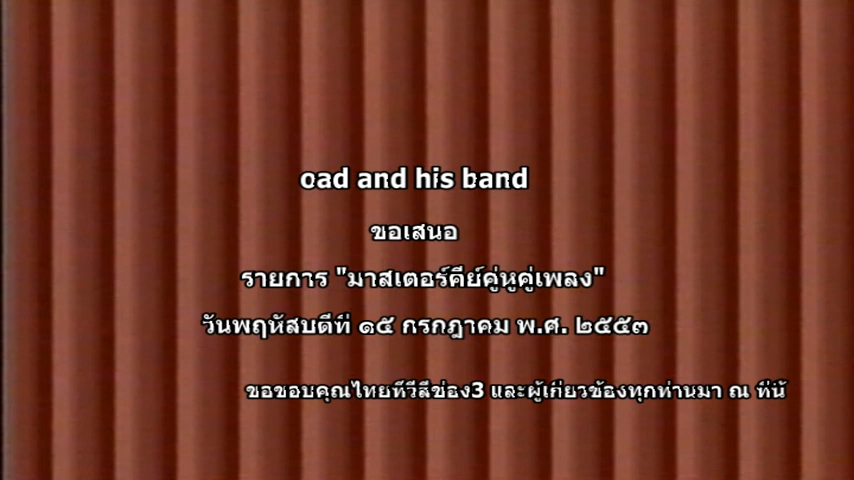 oad and his band
ขอเสนอ
รายการ "มาสเตอร์คีย์คู่หูคู่เพลง"
วันพฤหัสบดีที่ ๑๕ กรกฎาคม พ.ศ. ๒๕๕๓
ขอขอบคุณไทยทีวีสีช่อง3 และผู้เกี่ยวข้องทุกท่านมา ณ ที่นี้